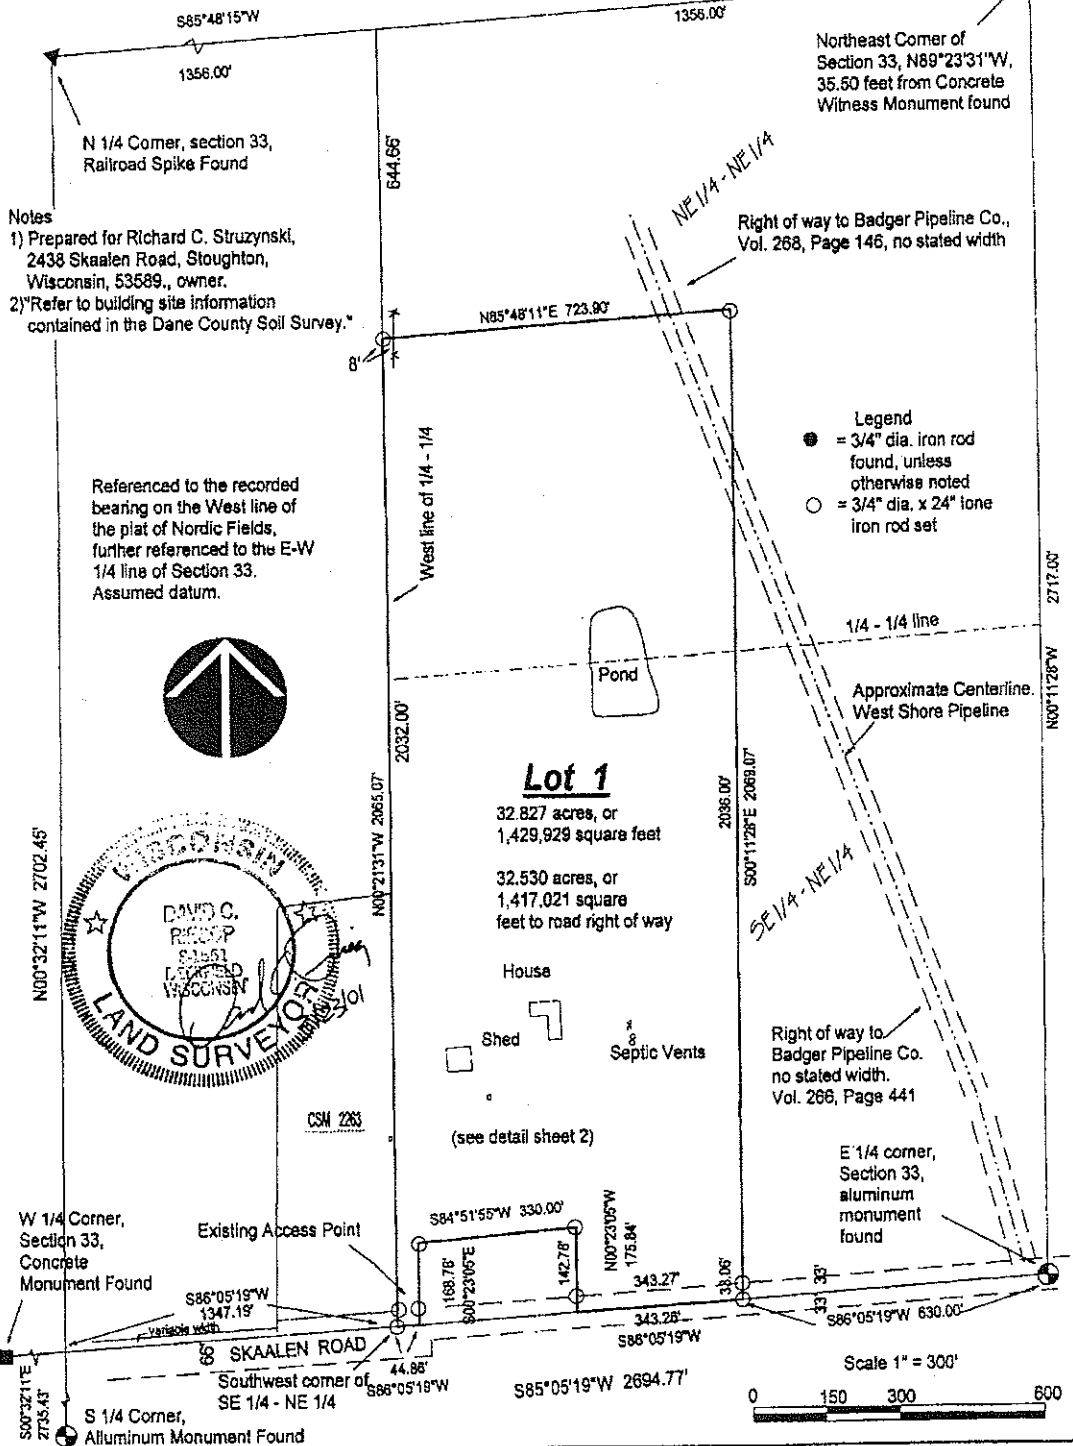 S85°48'15"W
1356.00'
1356.00'
Northeast Corner of
Section 33, N89°23'31"W,
35.50 feet from Concrete
Witness Monument found
N 1/4 Corner, section 33,
Railroad Spike Found
644.66'
NE 1/4 - NE 1/4
Notes
1) Prepared for Richard C. Struzynski,
2438 Skaalen Road, Stoughton,
Wisconsin, 53589., owner.
2)"Refer to building site information
contained in the Dane County Soil Survey."
Right of way to Badger Pipeline Co.,
Vol. 268, Page 146, no stated width
N85°48'11"E 723.90'
8'
Legend
= 3/4" dia. iron rod
found, unless
otherwise noted
= 3/4" dia. x 24" lone
iron rod set
West line of 1/4 - 1/4
Referenced to the recorded
bearing on the West line of
the plat of Nordic Fields,
further referenced to the E-W
1/4 line of Section 33.
Assumed datum.
2717.00'
N00°11'28"W
1/4 - 1/4 line
Pond
Approximate Centerline.
West Shore Pipeline
2032.00'
N00°21'31"W 2065.07'
Lot 1
32.827 acres, or
1,429,929 square feet
32.530 acres, or
1,417,021 square
feet to road right of way
2036.00'
S00°11'28"E 2069.07'
SE 1/4 - NE 1/4
N00°32'11"W 2702.45'
WISCONSIN
DAVID C.
WISCONSIN
LAND SURVEYOR
House
Shed
Septic Vents
Right of way to
Badger Pipeline Co.
no stated width.
Vol. 266, Page 441
CSM 2263
(see detail sheet 2)
E 1/4 corner,
Section 33,
aluminum
monument
found
W 1/4 Corner,
Section 33,
Concrete
Monument Found
Existing Access Point
S84°51'55"W 330.00'
S00°23'05"E
142.78'
N00°23'05"W
175.84'
343.27'
343.26'
S86°05'19"W
33'
33'
S86°05'19"W 630.00'
S86°05'19"W
1347.19'
variable width
66'
SKAALEN ROAD
44.86'
S86°05'19"W
Southwest corner of
SE 1/4 - NE 1/4
S85°05'19"W 2694.77'
Scale 1" = 300'
0 150 300 600
S00°32'11"E
2735.43'
S 1/4 Corner,
Alluminum Monument Found